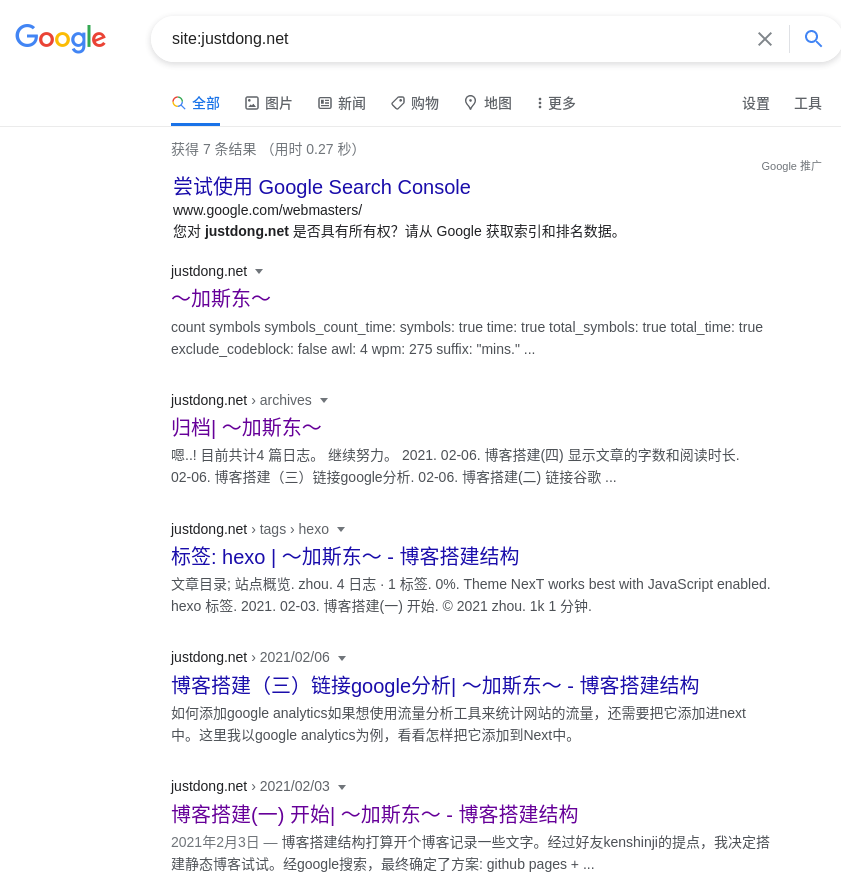 Google
site:justdong.net
全部 图片 新闻 购物 地图 更多 设置 工具
获得 7 条结果 （用时 0.27 秒）
Google 推广
尝试使用 Google Search Console
www.google.com/webmasters/
您对 justdong.net 是否具有所有权？请从 Google 获取索引和排名数据。
justdong.net
～加斯东～
count symbols symbols_count_time: symbols: true time: true total_symbols: true total_time: true
exclude_codeblock: false awl: 4 wpm: 275 suffix: "mins." ...
justdong.net › archives
归档| ～加斯东～
嗯..! 目前共计4 篇日志。 继续努力。 2021. 02-06. 博客搭建(四) 显示文章的字数和阅读时长.
02-06. 博客搭建（三）链接google分析. 02-06. 博客搭建(二) 链接谷歌 ...
justdong.net › tags › hexo
标签: hexo | ～加斯东～ - 博客搭建结构
文章目录; 站点概览. zhou. 4 日志 · 1 标签. 0%. Theme NexT works best with JavaScript enabled.
hexo 标签. 2021. 02-03. 博客搭建(一) 开始. © 2021 zhou. 1k 1 分钟.
justdong.net › 2021/02/06
博客搭建（三）链接google分析| ～加斯东～ - 博客搭建结构
如何添加google analytics如果想使用流量分析工具来统计网站的流量，还需要把它添加进next
中。这里我以google analytics为例，看看怎样把它添加到Next中。
justdong.net › 2021/02/03
博客搭建(一) 开始| ～加斯东～ - 博客搭建结构
2021年2月3日 — 博客搭建结构打算开个博客记录一些文字。经过好友kenshinji的提点，我决定搭
建静态博客试试。经google搜索，最终确定了方案: github pages + ...